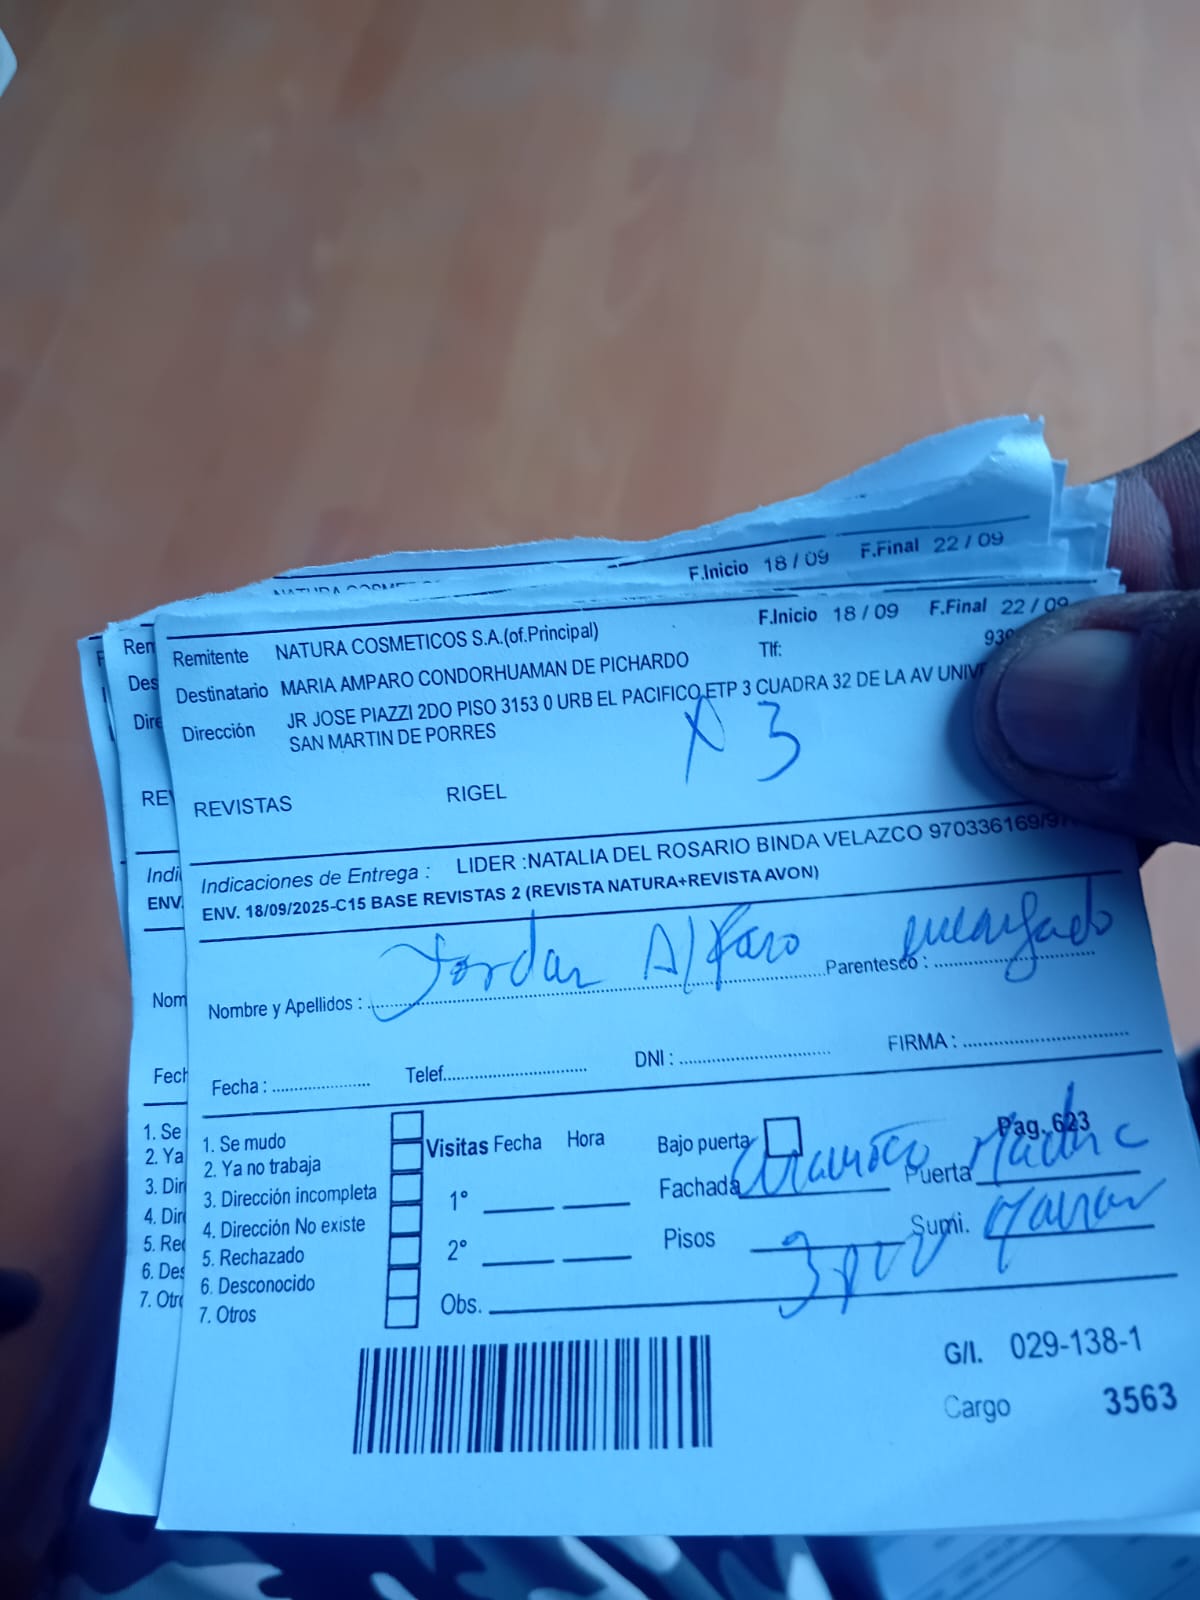 F.Inicio 18 / 09 F.Final 22 / 09
Remitente NATURA COSMETICOS S.A.(of.Principal) F.Inicio 18 / 09 F.Final 22 / 09
Destinatario MARIA AMPARO CONDORHUAMAN DE PICHARDO Tlf:
Dirección JR JOSE PIAZZI 2DO PISO 3153 0 URB EL PACIFICO ETP 3 CUADRA 32 DE LA AV UNIV
SAN MARTIN DE PORRES
X 3
REVISTAS RIGEL
Indicaciones de Entrega : LIDER :NATALIA DEL ROSARIO BINDA VELAZCO 970336169/97
ENV. 18/09/2025-C15 BASE REVISTAS 2 (REVISTA NATURA+REVISTA AVON)
Nombre y Apellidos : Jordan Alfaro Parentesco : encargado
Fecha : Telef. DNI : FIRMA :
1. Se mudo
2. Ya no trabaja
3. Dirección incompleta
4. Dirección No existe
5. Rechazado
6. Desconocido
7. Otros
Visitas Fecha Hora
1°
2°
Obs.
Bajo puerta Pag. 623
Fachada Puerta
Pisos 3 Sumi.
G/I. 029-138-1
Cargo 3563